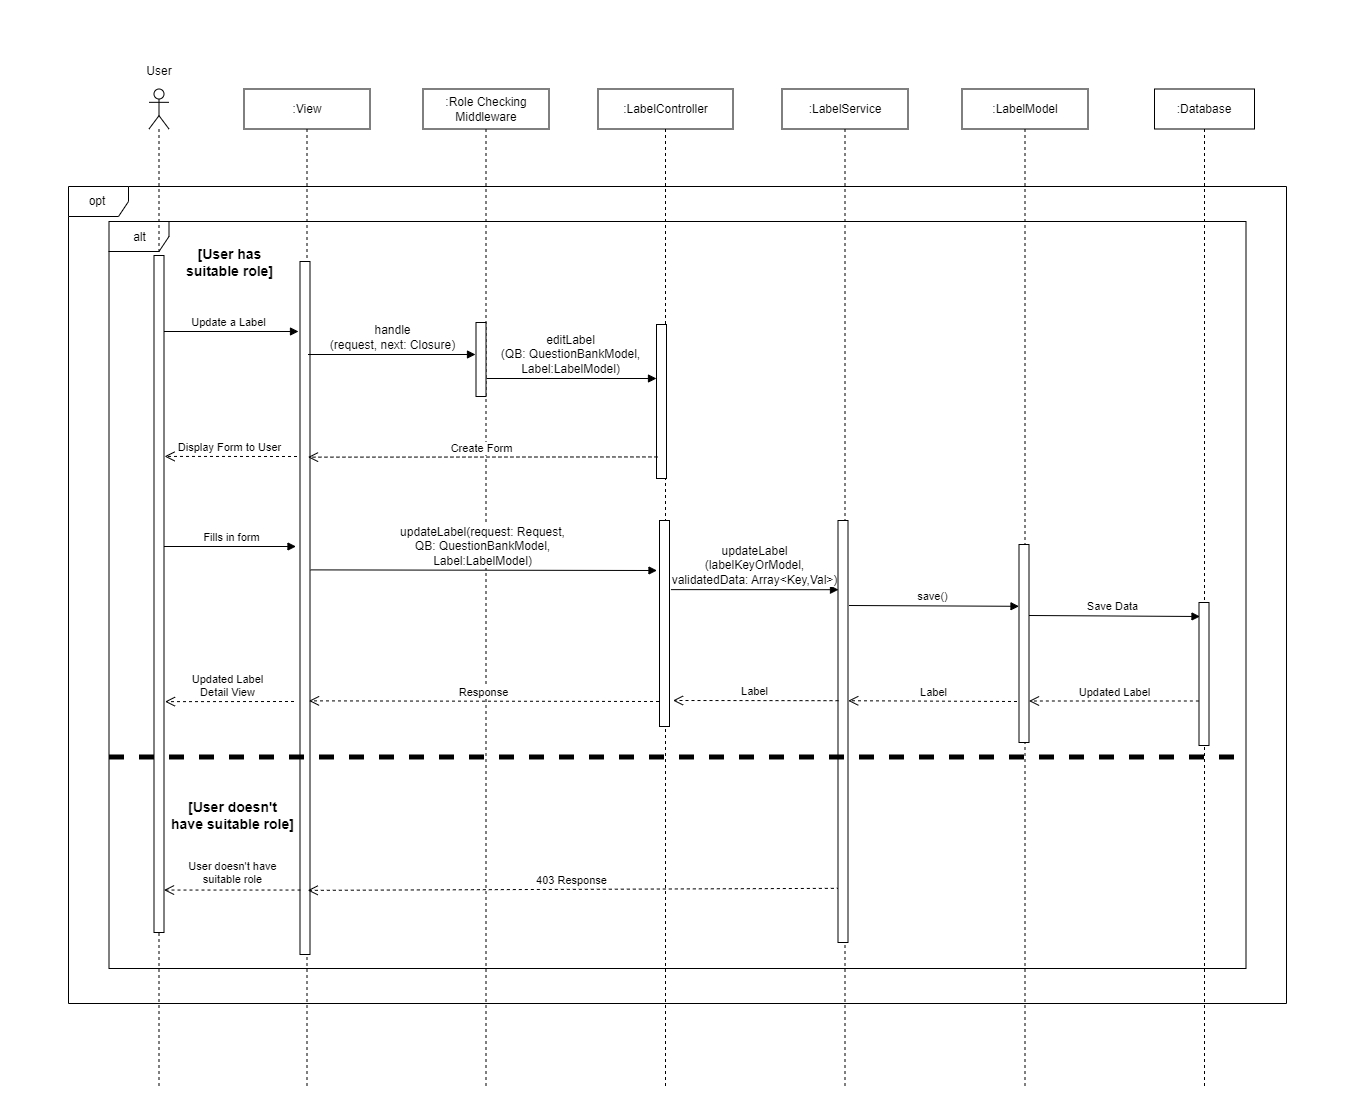 User
:View
:Role Checking
Middleware
:LabelController
:LabelService
:LabelModel
:Database
opt
alt
[User has
suitable role]
Update a Label
handle
(request, next: Closure)
editLabel
(QB: QuestionBankModel,
Label:LabelModel)
Display Form to User
Create Form
Fills in form
updateLabel(request: Request,
QB: QuestionBankModel,
Label:LabelModel)
updateLabel
(labelKeyOrModel,
validatedData: Array<Key,Val>)
save()
Save Data
Updated Label
Detail View
Response
Label
Label
Updated Label
[User doesn't
have suitable role]
User doesn't have
suitable role
403 Response